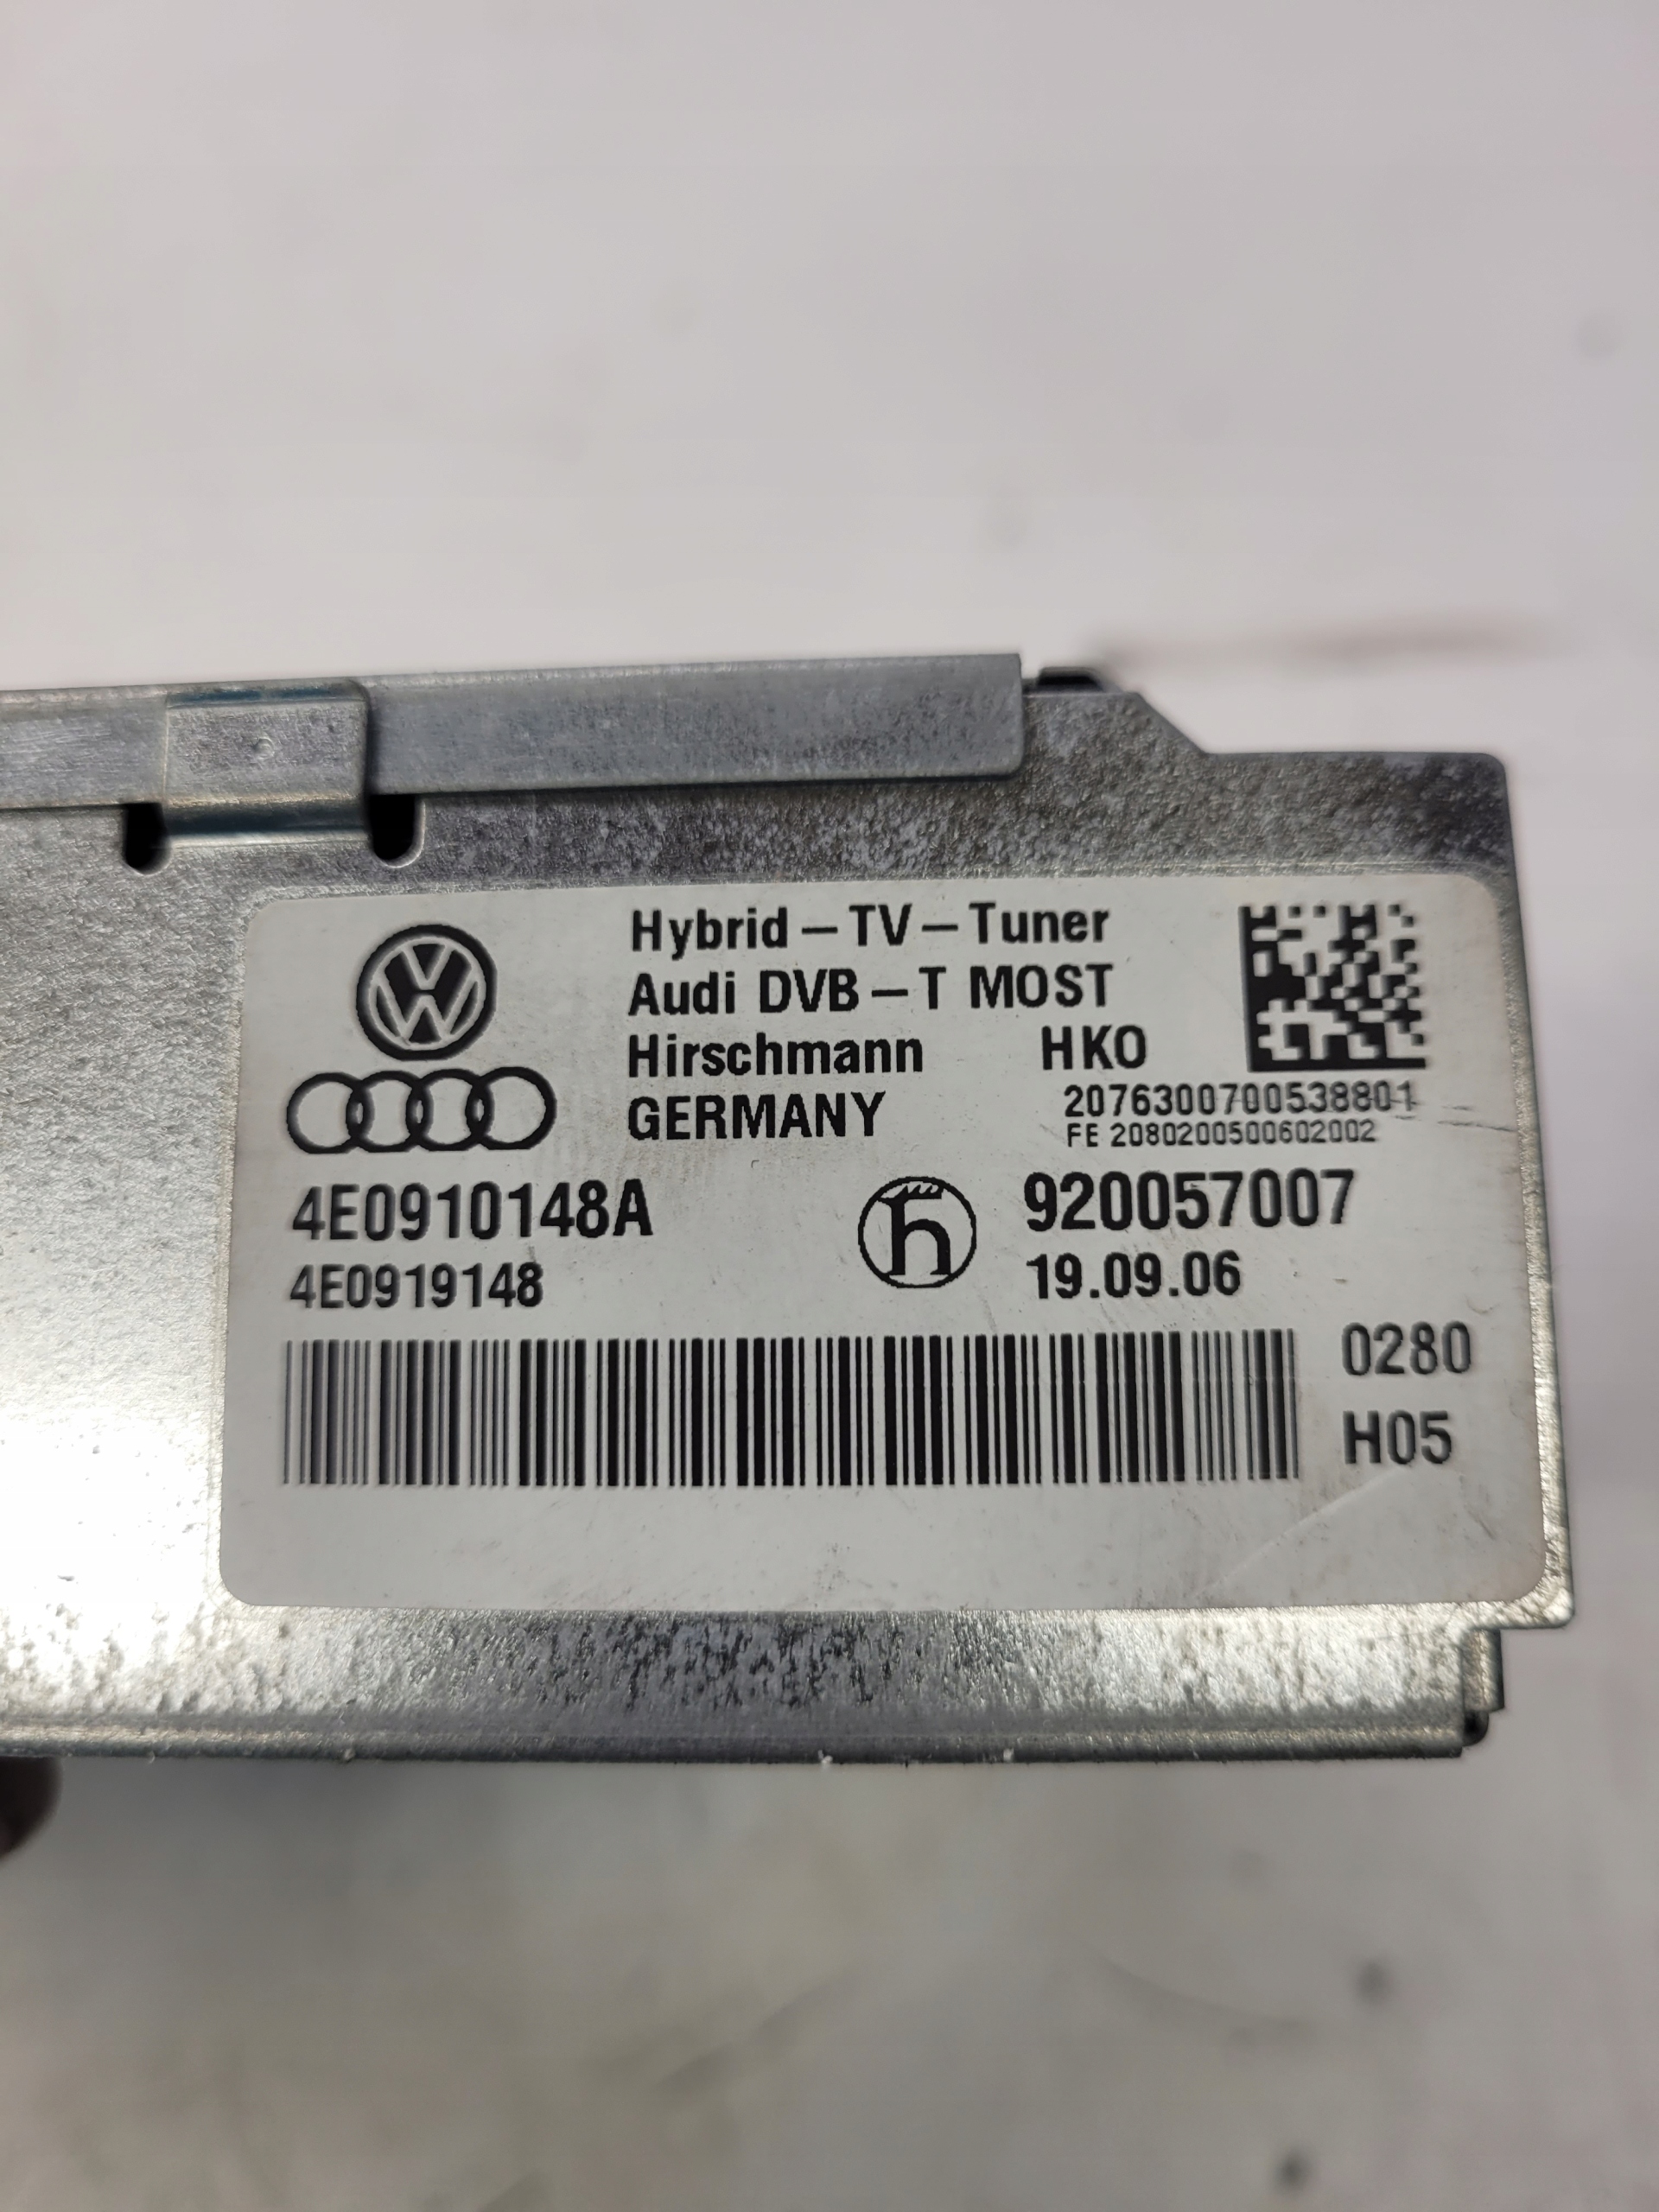 Hybrid-TV-Tuner
Audi DVB-T MOST
Hirschmann HKO
GERMANY
2076300700538801
FE 2080200500602002
4E0910148A
920057007
4E0919148
19.09.06
0280
H05